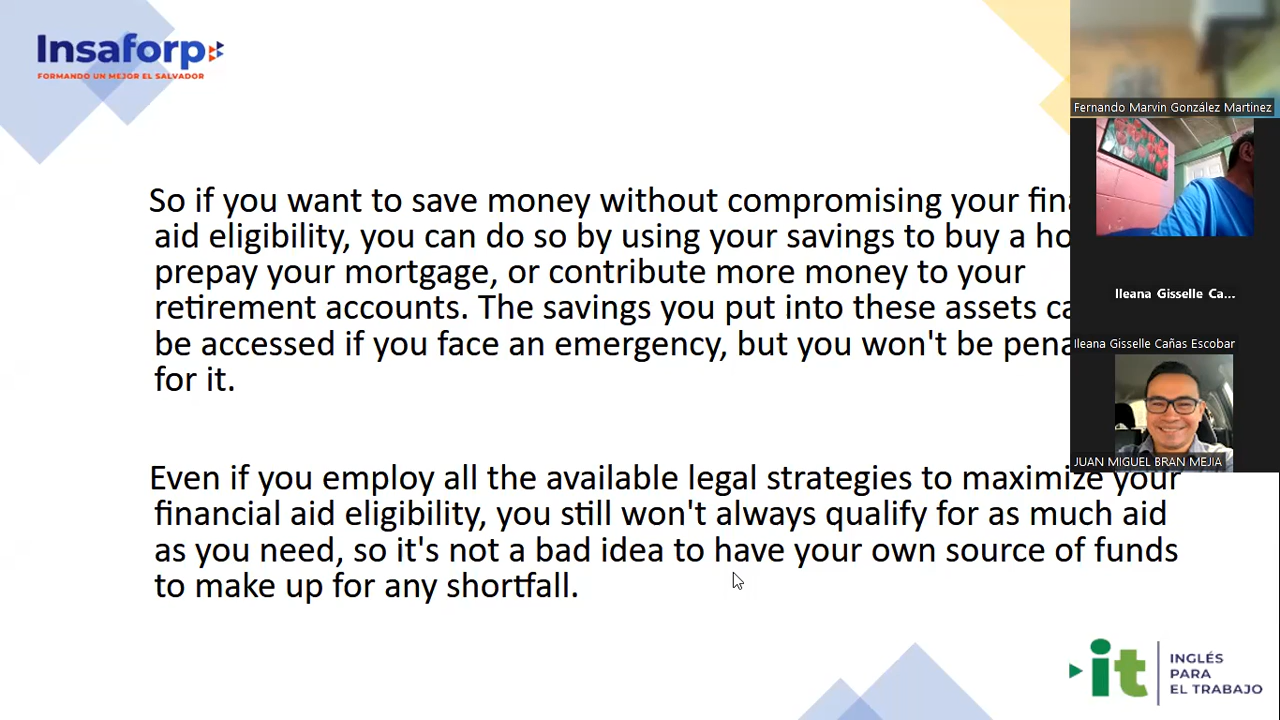 Insaforp
FORMANDO UN MEJOR EL SALVADOR
So if you want to save money without compromising your
aid eligibility, you can do so by using your savings to buy a
prepay your mortgage, or contribute more money to your
retirement accounts. The savings you put into these assets
be accessed if you face an emergency, but you won't be
for it.
Even if you employ all the available legal strategies to maximize your
financial aid eligibility, you still won't always qualify for as much aid
as you need, so it's not a bad idea to have your own source of funds
to make up for any shortfall.
Fernando Marvin González Martinez
Ileana Gisselle Ca...
Ileana Gisselle Cañas Escobar
JUAN MIGUEL BRAN MEJIA
it
INGLÉS
PARA
EL TRABAJO